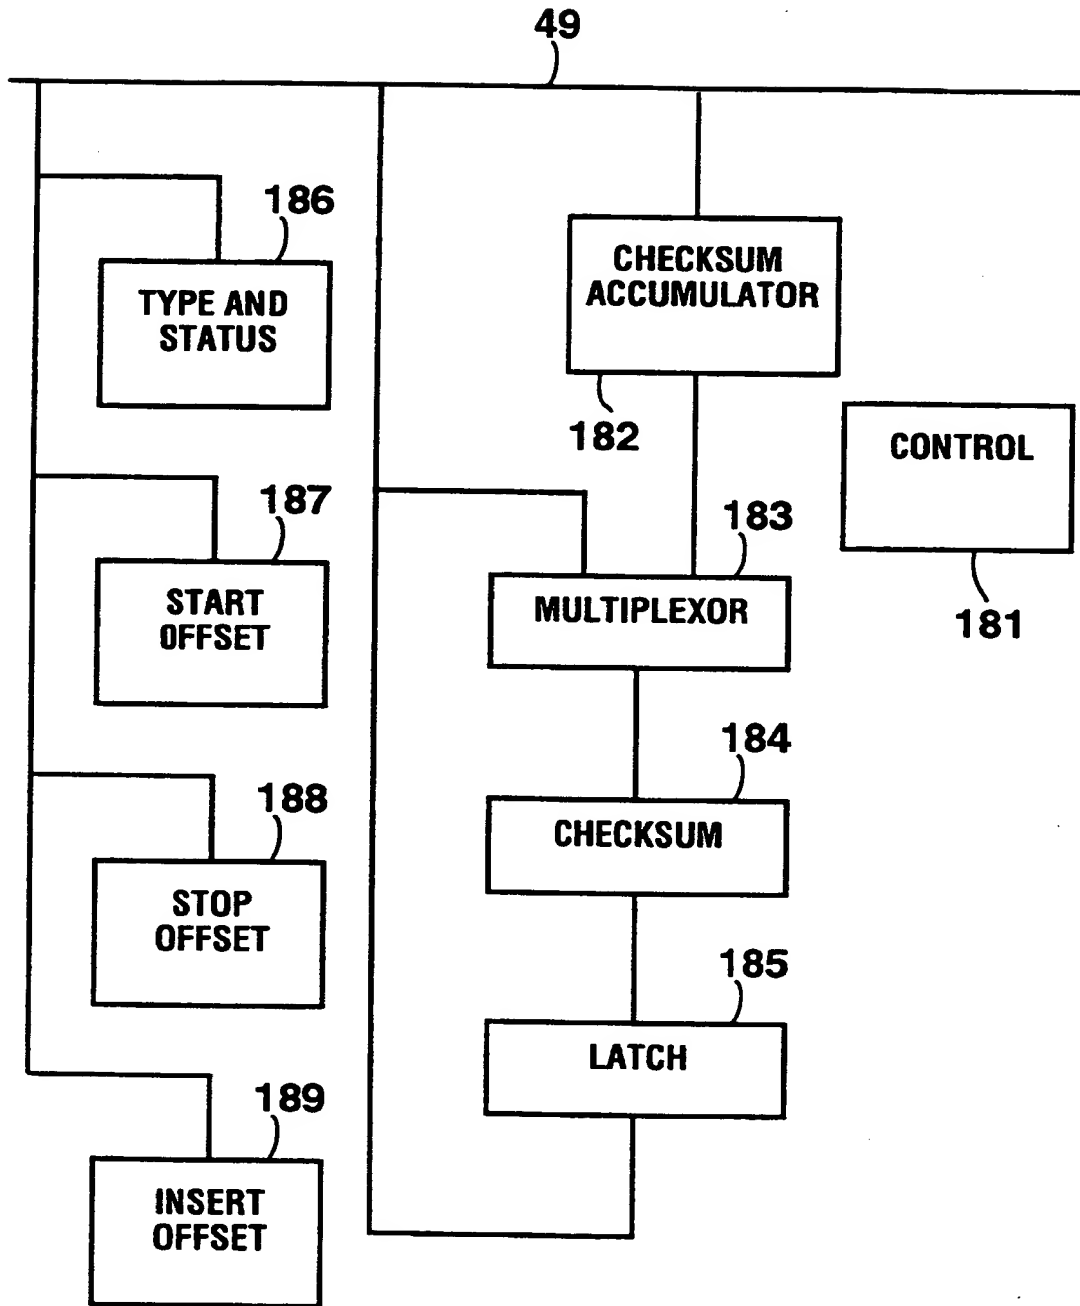 49
186
TYPE AND
STATUS
CHECKSUM
ACCUMULATOR
182
CONTROL
181
187
START
OFFSET
183
MULTIPLEXOR
184
CHECKSUM
188
STOP
OFFSET
185
LATCH
189
INSERT
OFFSET